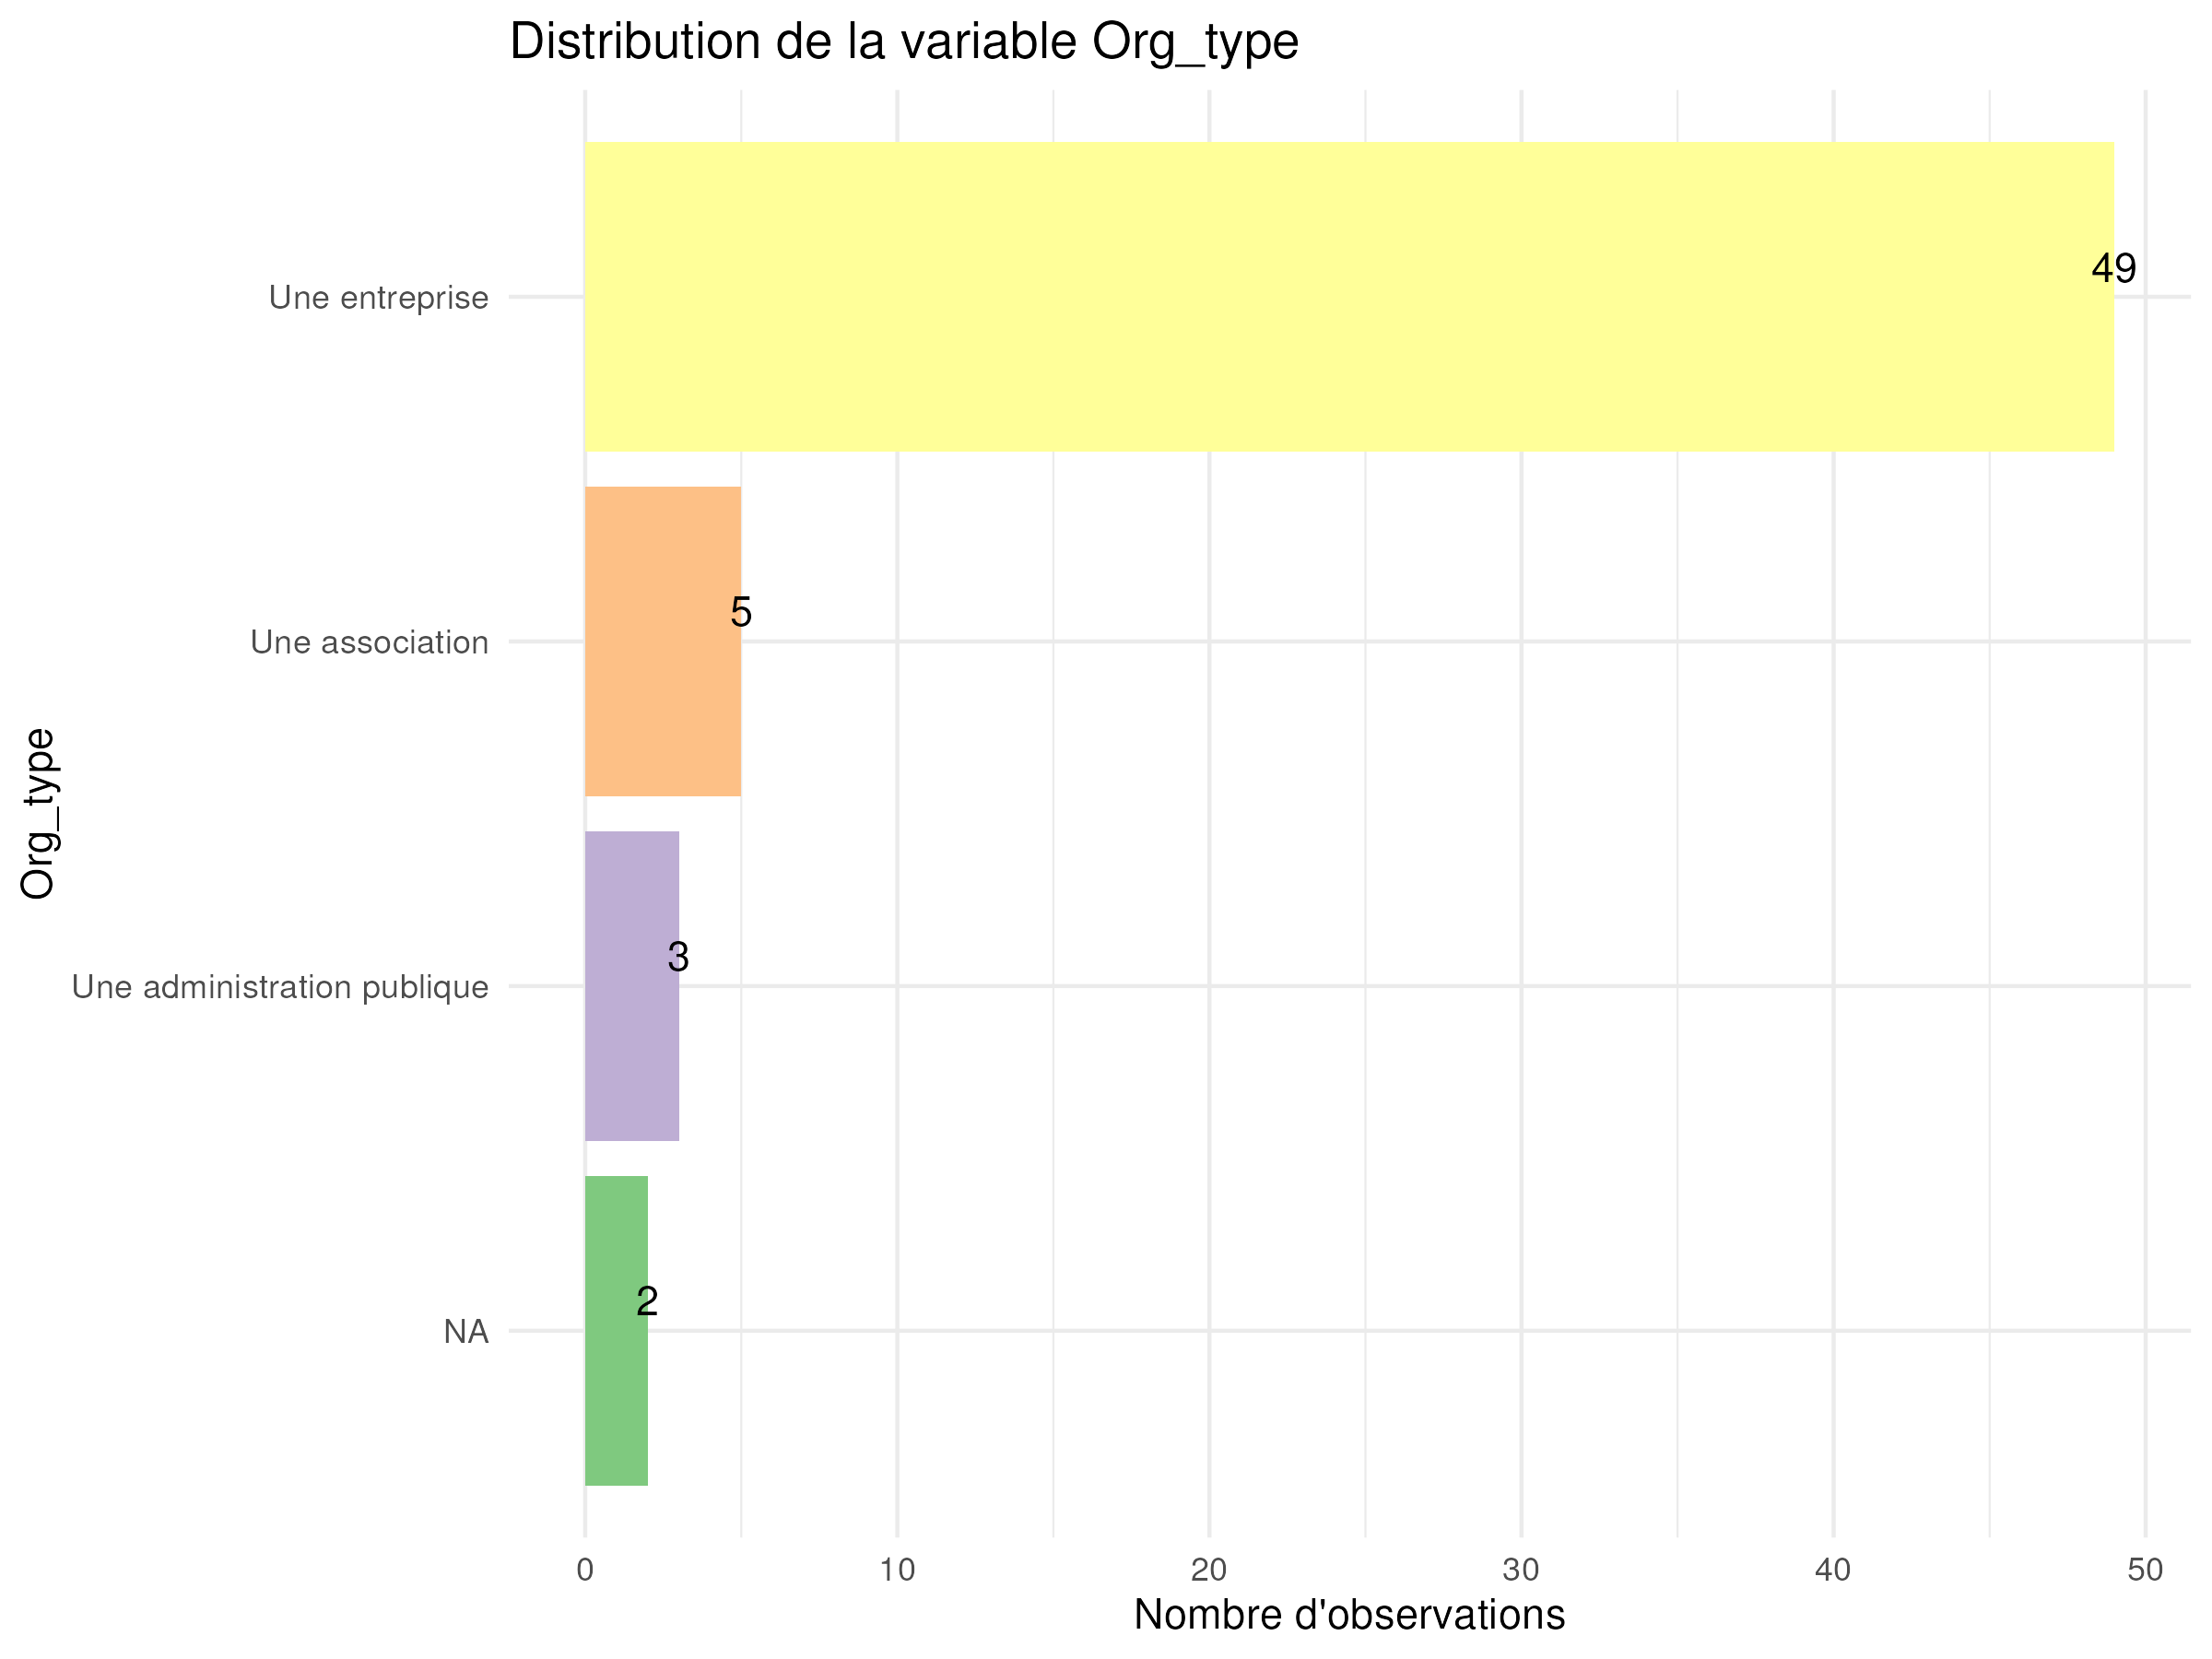 Distribution de la variable Org_type
Une entreprise
49
Une association
5
Une administration publique
3
NA
2
Org_type
0 10 20 30 40 50
Nombre d'observations